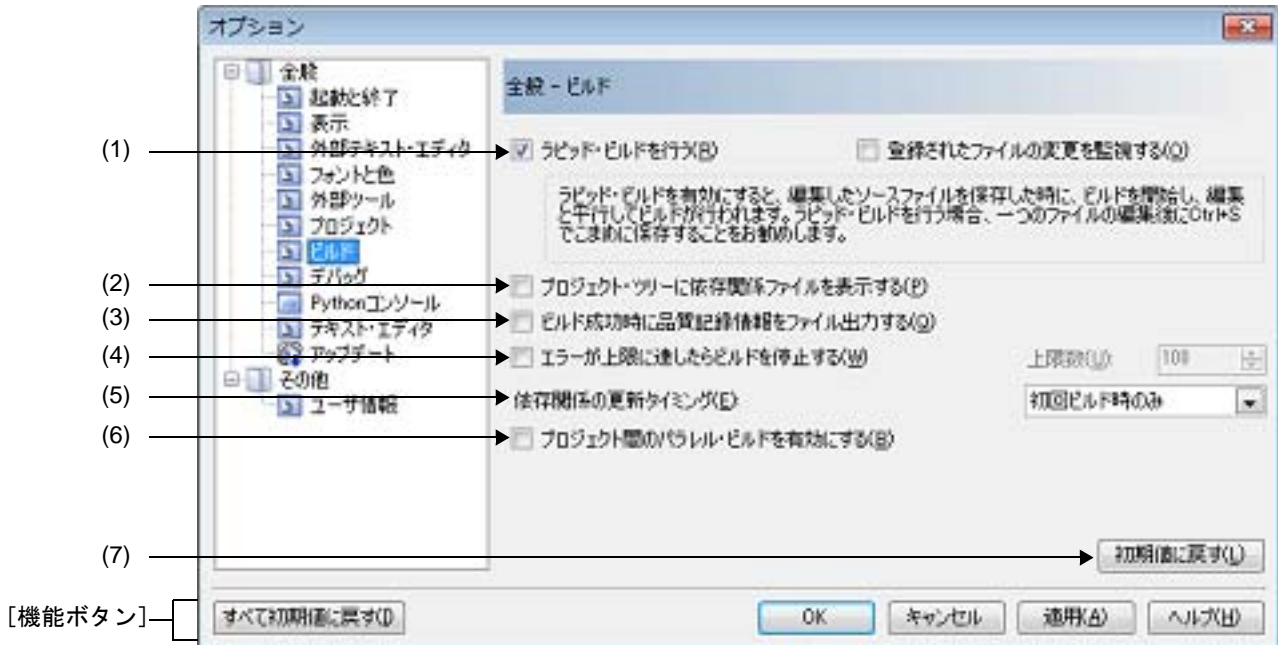 オプション
全般
起動と終了
表示
外部テキスト・エディタ
フォントと色
外部ツール
プロジェクト
ビルド
デバッグ
Pythonコンソール
テキスト・エディタ
アップデート
その他
ユーザ情報
全般 - ビルド
(1)
ラピッド・ビルドを行う(R)
登録されたファイルの変更を監視する(O)
ラピッド・ビルドを有効にすると、編集したソースファイルを保存した時に、ビルドを開始し、編集
と平行してビルドが行われます。ラピッド・ビルドを行う場合、一つのファイルの編集後にCtrl+S
でこまめに保存することをお勧めします。
(2)
プロジェクト・ツリーに依存関係ファイルを表示する(P)
(3)
ビルド成功時に品質記録情報をファイル出力する(Q)
(4)
エラーが上限に達したらビルドを停止する(W)
上限数(U):
100
(5)
依存関係の更新タイミング(E)
初回ビルド時のみ
(6)
プロジェクト間のパラレル・ビルドを有効にする(B)
(7)
初期値に戻す(L)
[機能ボタン]
すべて初期値に戻す(I)
OK
キャンセル
適用(A)
ヘルプ(H)